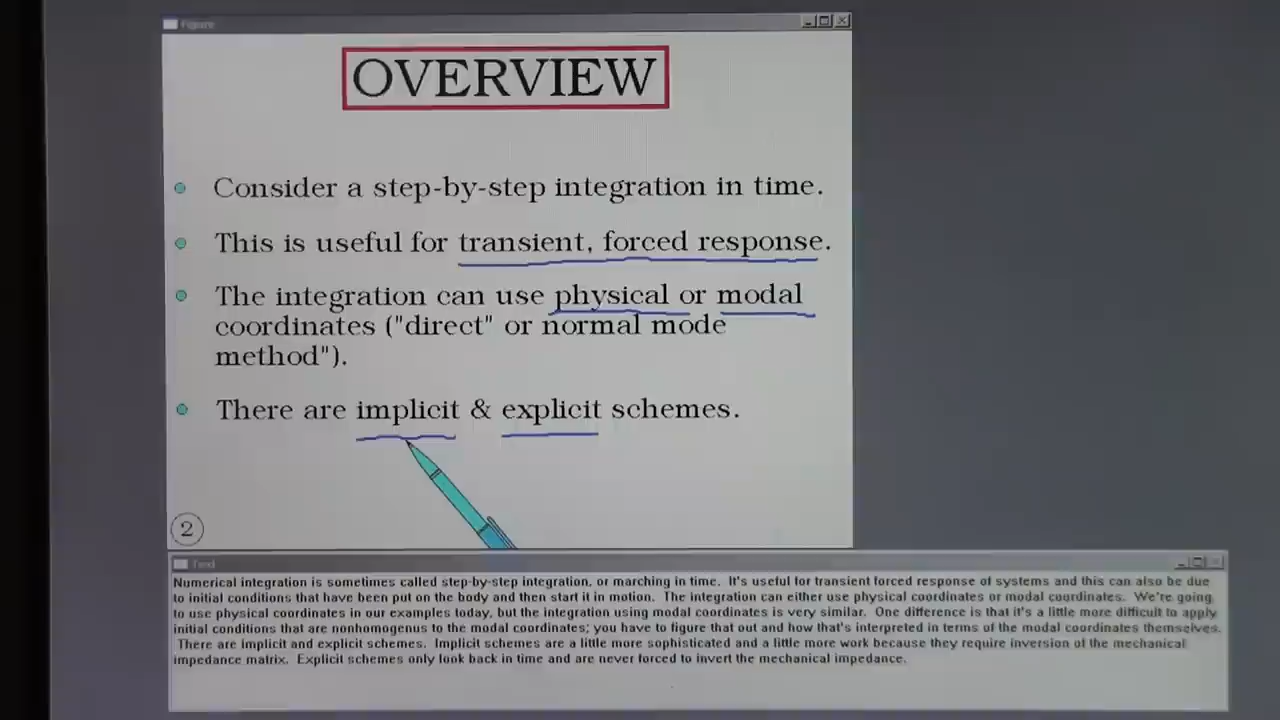 Figure
OVERVIEW
Consider a step-by-step integration in time.
This is useful for transient, forced response.
The integration can use physical or modal
coordinates ("direct" or normal mode
method").
There are implicit & explicit schemes.
2
Text
Numerical integration is sometimes called step-by-step integration, or marching in time. It's useful for transient forced response of systems and this can also be due
to initial conditions that have been put on the body and then start it in motion. The integration can either use physical coordinates or modal coordinates. We're going
to use physical coordinates in our examples today, but the integration using modal coordinates is very similar. One difference is that it's a little more difficult to apply
initial conditions that are nonhomogenus to the modal coordinates; you have to figure that out and how that's interpreted in terms of the modal coordinates themselves.
There are implicit and explicit schemes. Implicit schemes are a little more sophisticated and a little more work because they require inversion of the mechanical
impedance matrix. Explicit schemes only look back in time and are never forced to invert the mechanical impedance.